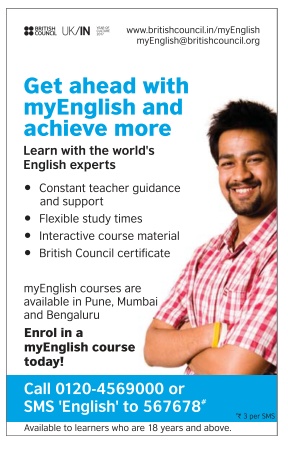 BRITISH
COUNCIL
UK/IN
YEAR OF
CULTURE
2017
www.britishcouncil.in/myEnglish
myEnglish@britishcouncil.org
Get ahead with
myEnglish and
achieve more
Learn with the world's
English experts
• Constant teacher guidance
and support
• Flexible study times
• Interactive course material
• British Council certificate
myEnglish courses are
available in Pune, Mumbai
and Bengaluru
Enrol in a
myEnglish course
today!
Call 0120-4569000 or
SMS 'English' to 567678#
#₹ 3 per SMS
Available to learners who are 18 years and above.